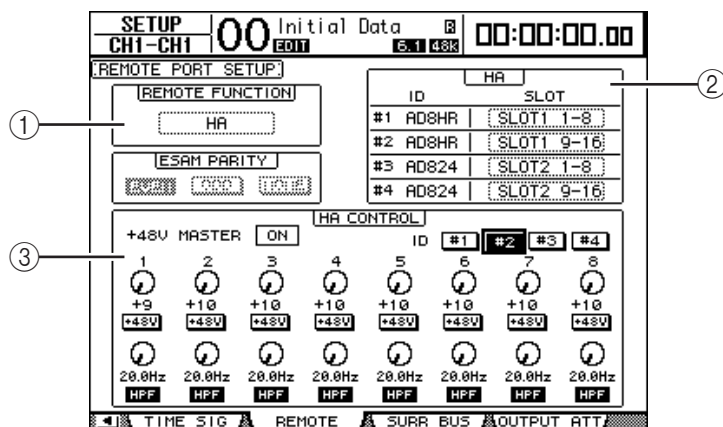 SETUP
CH1-CH1
00 Initial Data
EDIT
6.1 48k
00:00:00.00
REMOTE PORT SETUP
REMOTE FUNCTION
HA
①
ESAM PARITY
ODD
HA
②
ID SLOT
#1 AD8HR SLOT1 1-8
#2 AD8HR SLOT1 9-16
#3 AD824 SLOT2 1-8
#4 AD824 SLOT2 9-16
③
HA CONTROL
+48V MASTER ON
ID #1 #2 #3 #4
1 2 3 4 5 6 7 8
+9 +10 +10 +10 +10 +10 +10 +10
+48V +48V +48V +48V +48V +48V +48V +48V
20.0Hz 20.0Hz 20.0Hz 20.0Hz 20.0Hz 20.0Hz 20.0Hz 20.0Hz
HPF HPF HPF HPF HPF HPF HPF HPF
TIME SIG REMOTE SURR BUS OUTPUT ATT